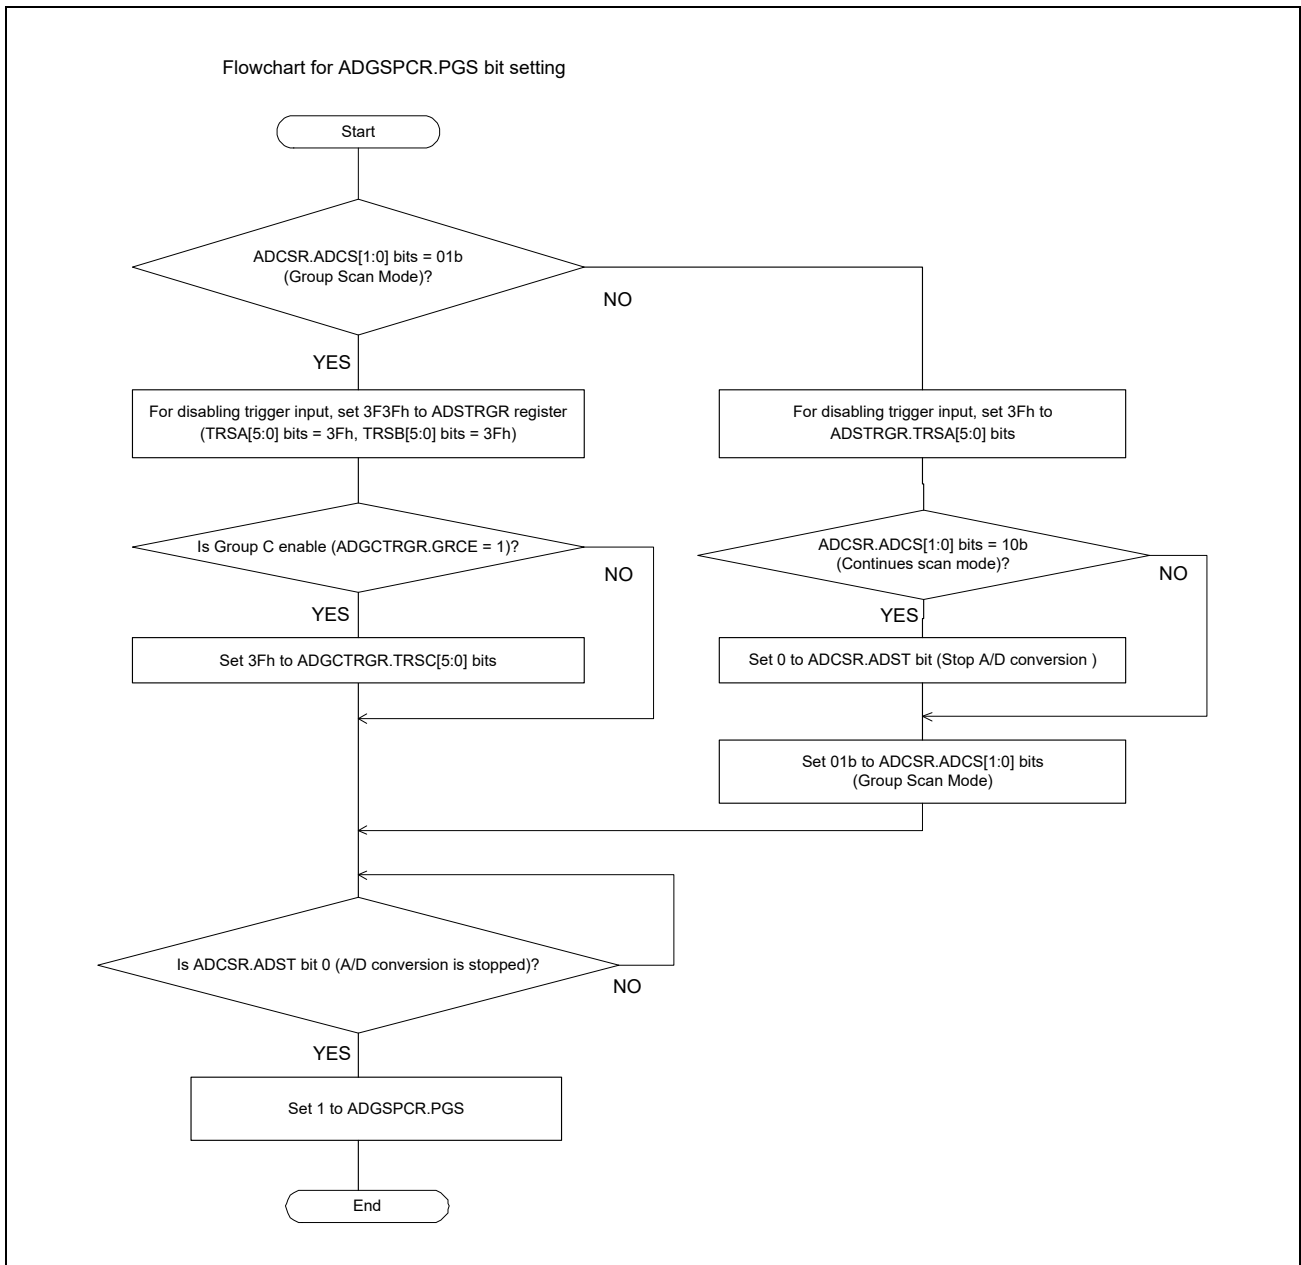 Flowchart for ADGSPCR.PGS bit setting
Start
ADCSR.ADCS[1:0] bits = 01b
(Group Scan Mode)?
NO
YES
For disabling trigger input, set 3F3Fh to ADSTRGR register
(TRSA[5:0] bits = 3Fh, TRSB[5:0] bits = 3Fh)
For disabling trigger input, set 3Fh to
ADSTRGR.TRSA[5:0] bits
Is Group C enable (ADGCTRGR.GRCE = 1)?
NO
YES
ADCSR.ADCS[1:0] bits = 10b
(Continues scan mode)?
NO
YES
Set 3Fh to ADGCTRGR.TRSC[5:0] bits
Set 0 to ADCSR.ADST bit (Stop A/D conversion )
Set 01b to ADCSR.ADCS[1:0] bits
(Group Scan Mode)
Is ADCSR.ADST bit 0 (A/D conversion is stopped)?
NO
YES
Set 1 to ADGSPCR.PGS
End